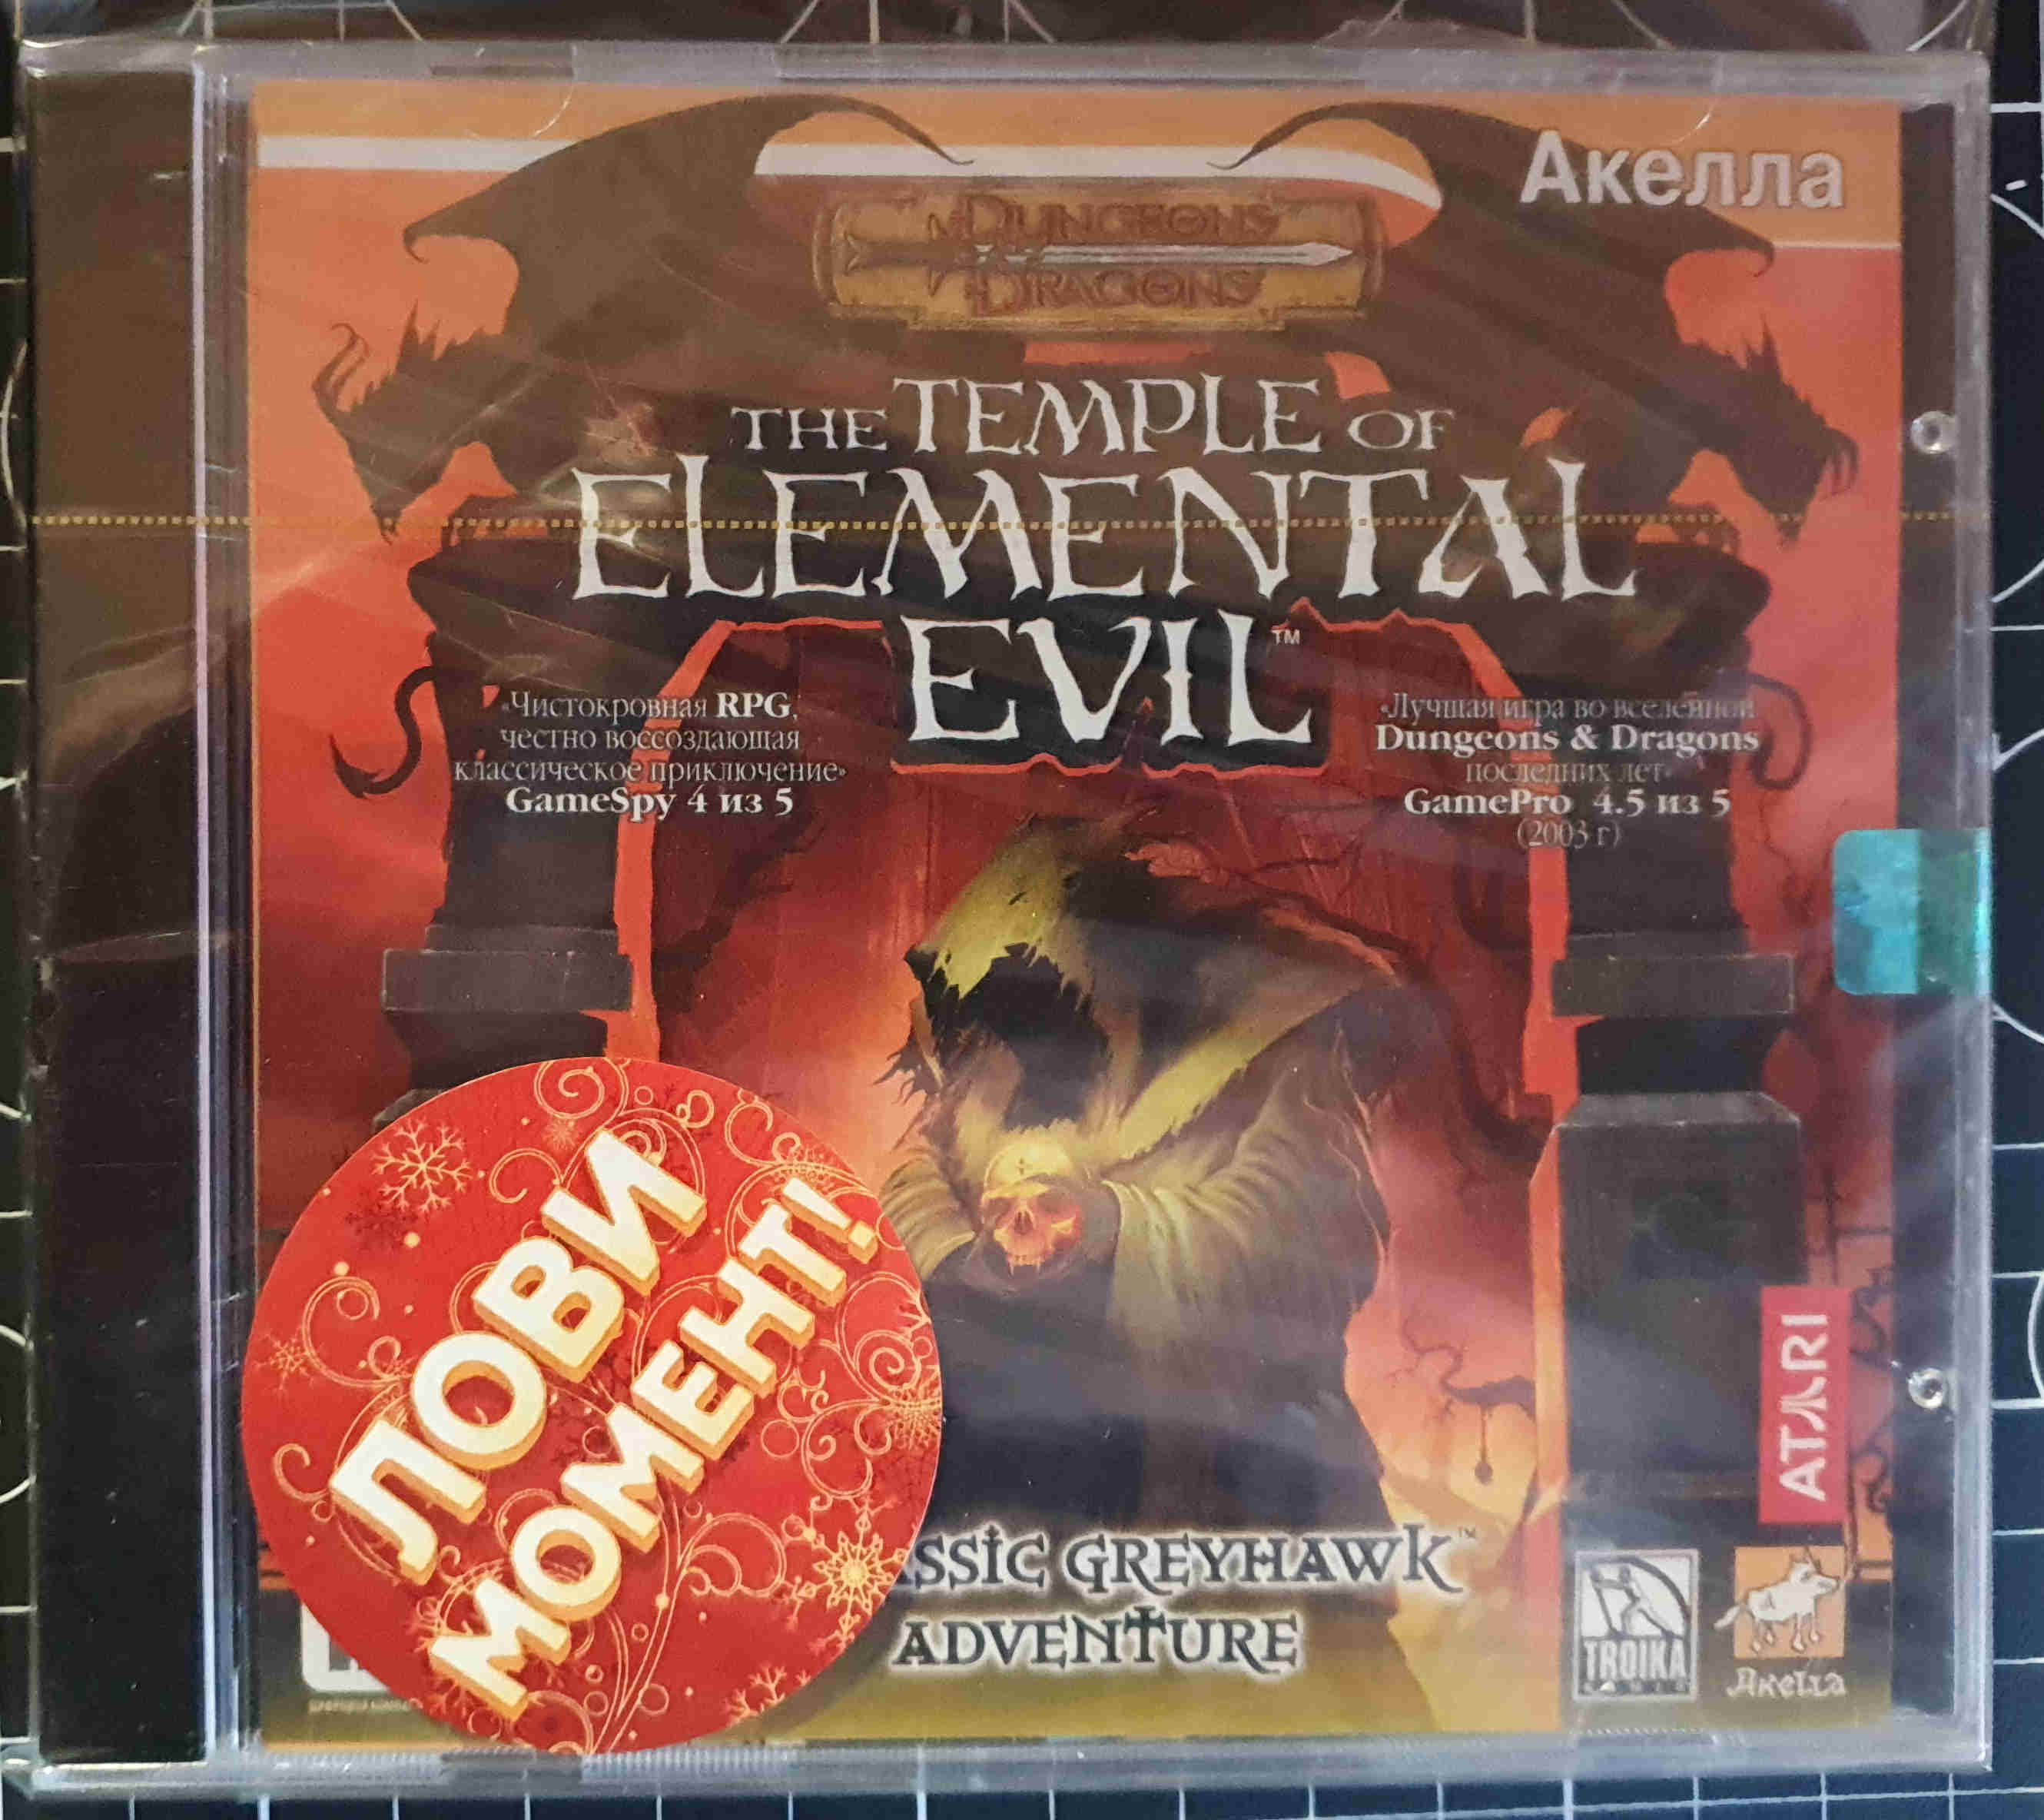 Акелла
DUNGEONS
DRAGONS
THE TEMPLE OF
ELEMENTAL
EVIL™
«Чистокровная RPG,
честно воссоздающая
классическое приключение»
GameSpy 4 из 5
«Лучшая игра во вселенной
Dungeons & Dragons
последних лет»
GamePro 4.5 из 5
(2003 г)
ЛОВИ
МОМЕНТ!
ATARI
SSIC GREYHAWK™
ADVENTURE
TROIKA
GAMES
Akella